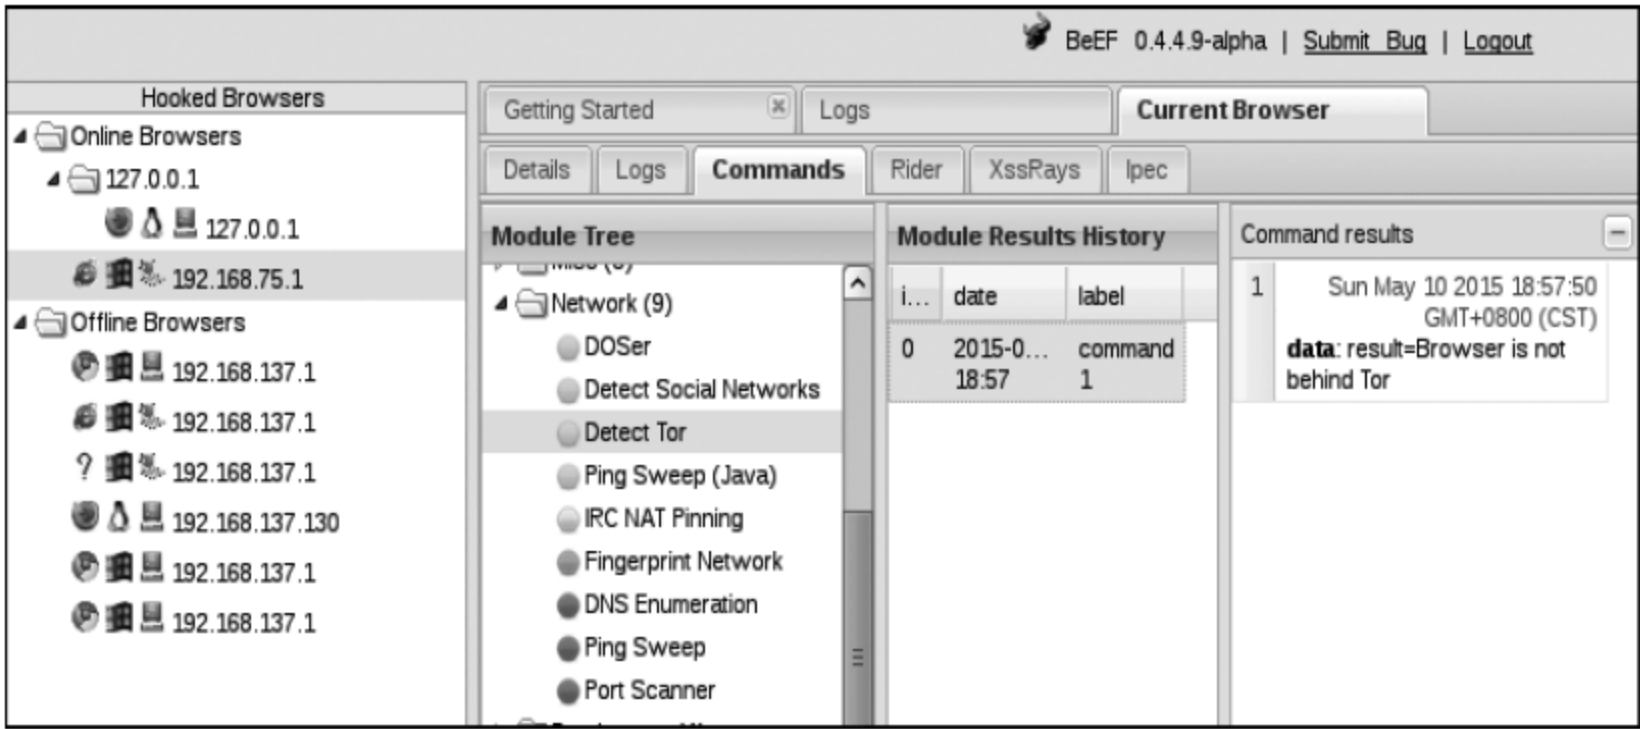 BeEF 0.4.4.9-alpha | Submit Bug | Logout
Hooked Browsers
Online Browsers
127.0.0.1
127.0.0.1
192.168.75.1
Offline Browsers
192.168.137.1
192.168.137.1
? 192.168.137.1
192.168.137.130
192.168.137.1
192.168.137.1
Getting Started
Logs
Current Browser
Details
Logs
Commands
Rider
XssRays
Ipec
Module Tree
Network (9)
DOSer
Detect Social Networks
Detect Tor
Ping Sweep (Java)
IRC NAT Pinning
Fingerprint Network
DNS Enumeration
Ping Sweep
Port Scanner
Module Results History
i... date label
0 2015-0... command
18:57 1
Command results
1 Sun May 10 2015 18:57:50
GMT+0800 (CST)
data: result=Browser is not
behind Tor